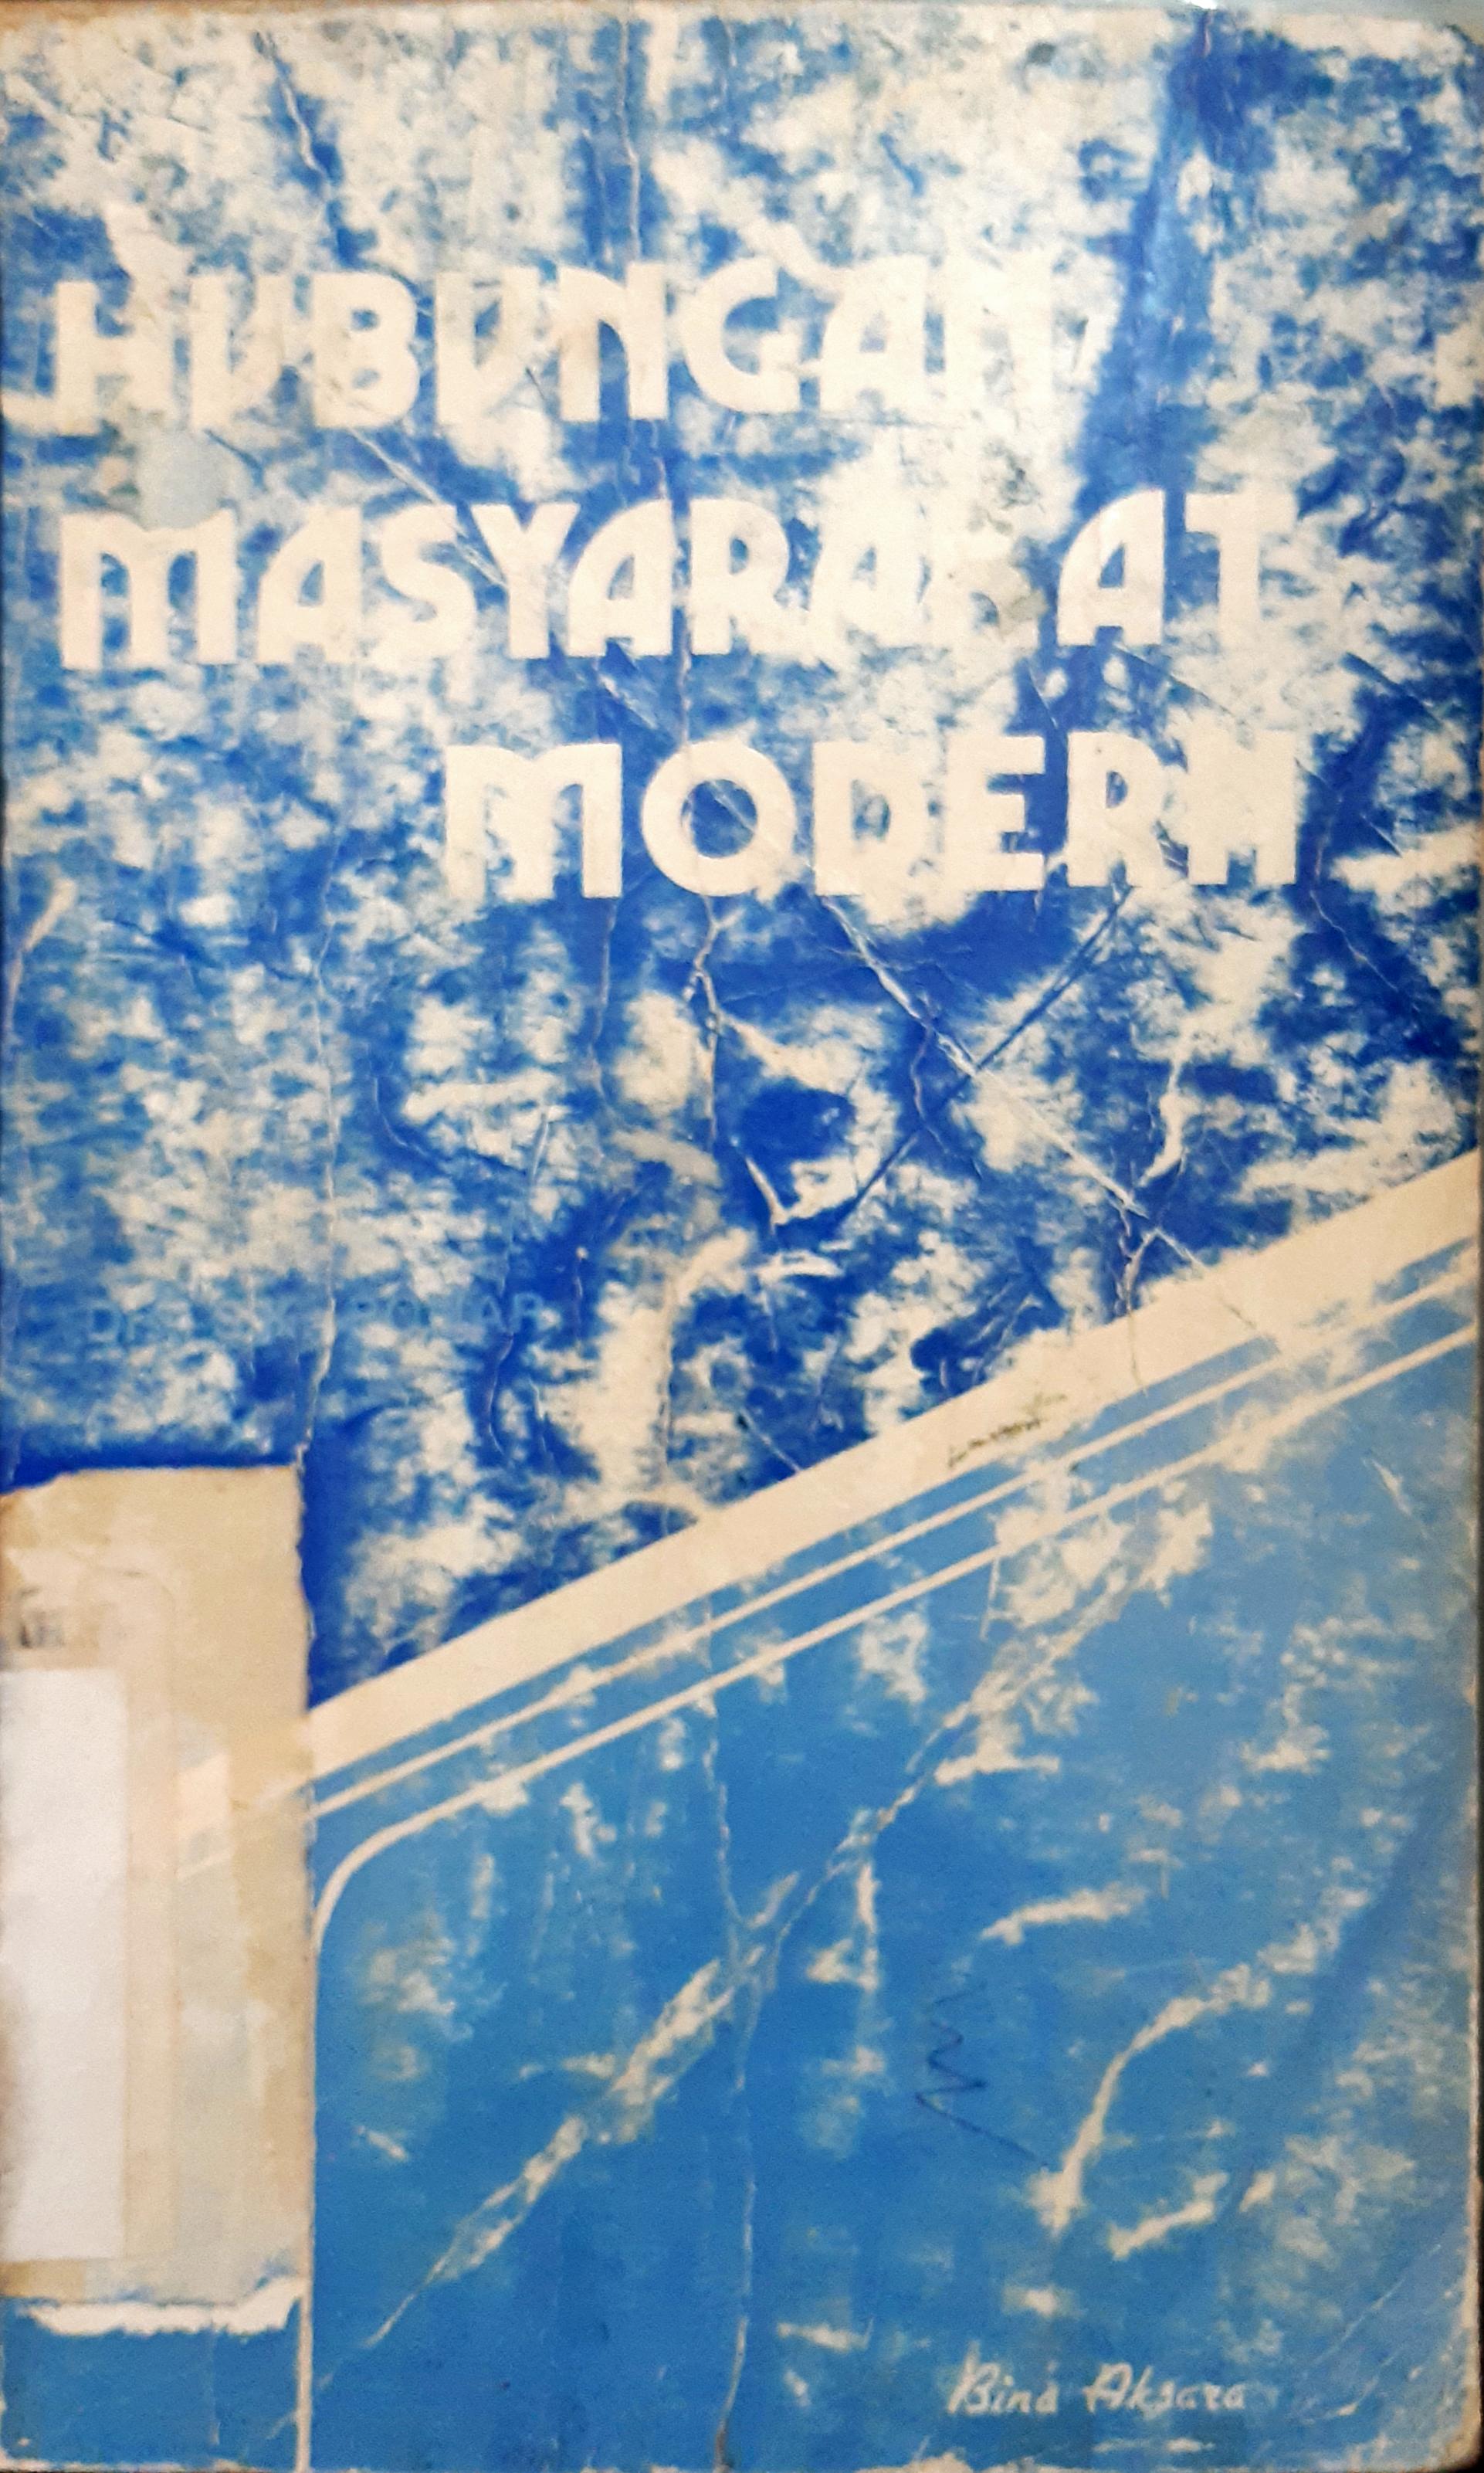 HUBUNGAN
MASYARAKAT
MODERN
Bina Aksara